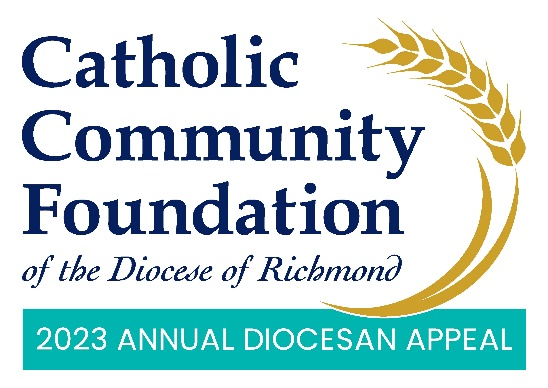 Catholic
Community
Foundation
of the Diocese of Richmond
2023 ANNUAL DIOCESAN APPEAL